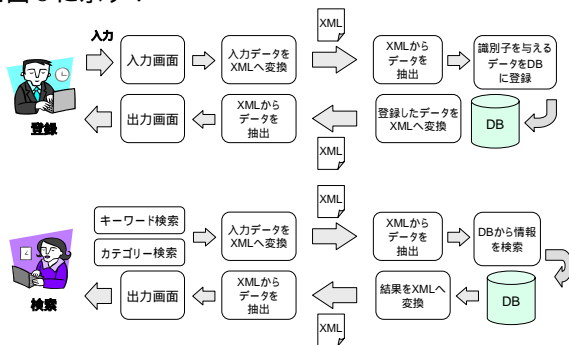 XML
入力
入力画面
入力データを
XMLへ変換
XMLから
データを
抽出
識別子を与える
データをDB
に登録
登録
出力画面
XMLから
データを
抽出
登録したデータを
XMLへ変換
DB
XML
XML
キーワード検索
カテゴリー検索
入力データを
XMLへ変換
XMLから
データを
抽出
DBから情報
を検索
検索
出力画面
XMLから
データを
抽出
結果をXMLへ
変換
DB
XML